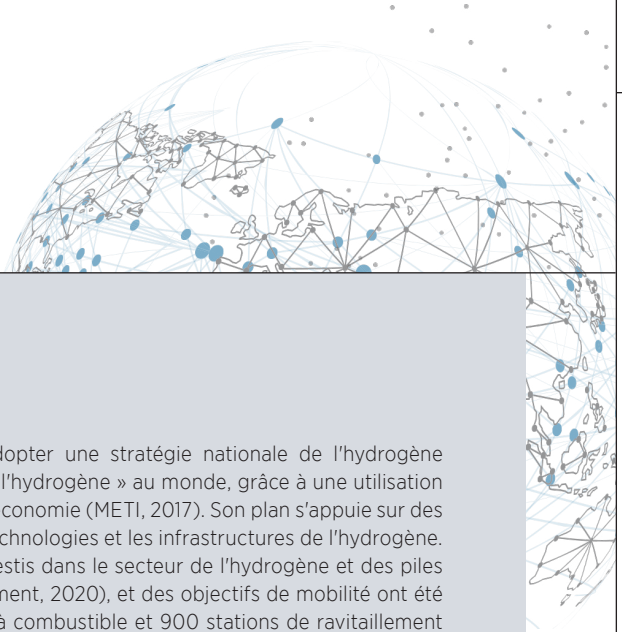 dopter une stratégie nationale de l'hydrogène
l'hydrogène » au monde, grâce à une utilisation
économie (METI, 2017). Son plan s'appuie sur des
chnologies et les infrastructures de l'hydrogène.
estis dans le secteur de l'hydrogène et des piles
ment, 2020), et des objectifs de mobilité ont été
à combustible et 900 stations de ravitaillement